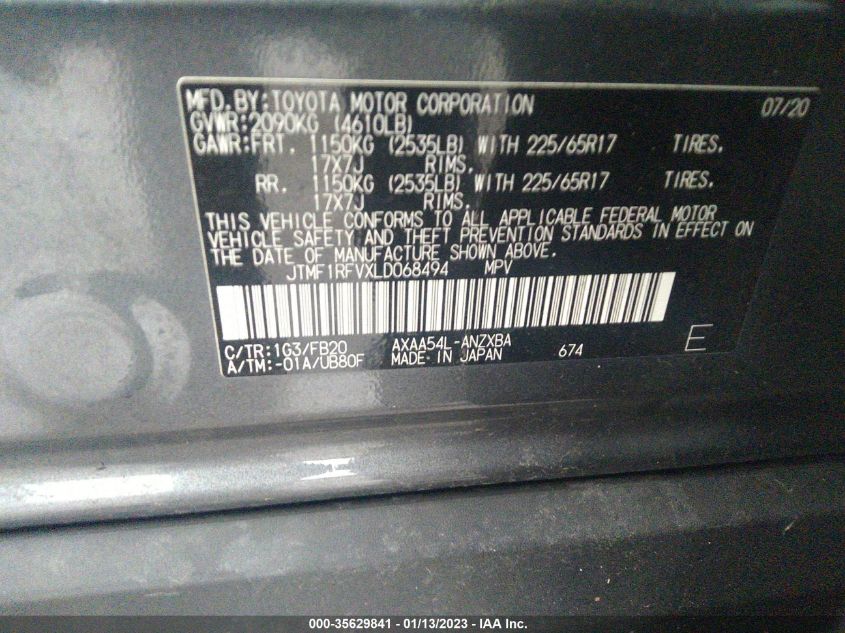 MFD. BY: TOYOTA MOTOR CORPORATION 07/20
GVWR: 2090KG (4610LB)
GAWR: FRT. 1150KG (2535LB) WITH 225/65R17 TIRES.
17X7J RIMS.
RR. 1150KG (2535LB) WITH 225/65R17 TIRES.
17X7J RIMS.
THIS VEHICLE CONFORMS TO ALL APPLICABLE FEDERAL MOTOR
VEHICLE SAFETY AND THEFT PREVENTION STANDARDS IN EFFECT ON
THE DATE OF MANUFACTURE SHOWN ABOVE.
JTMF1RFVXLD068494 MPV
C/TR: 1G3/FB20 AXAA54L-ANZXBA
A/TM: -01A/UB80F MADE IN JAPAN 674 E
000-35629841 - 01/13/2023 - IAA Inc.